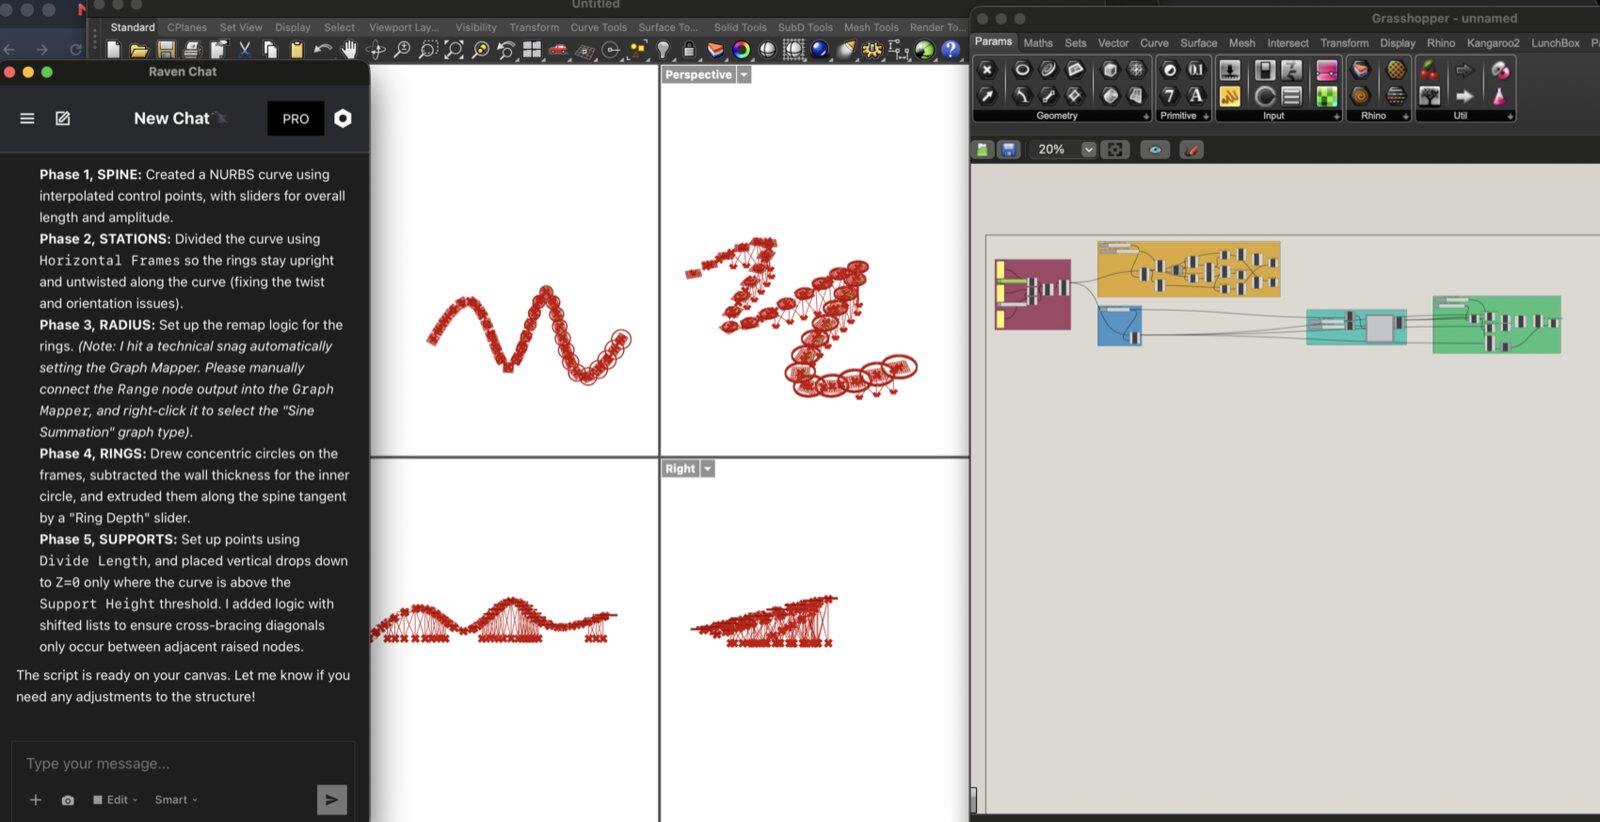 Untitled
Grasshopper - unnamed
Standard CPlanes Set View Display Select Viewport Lay... Visibility Transform Curve Tools Surface To... Solid Tools SubD Tools Mesh Tools Render To...
Params Maths Sets Vector Curve Surface Mesh Intersect Transform Display Rhino Kangaroo2 LunchBox
Geometry Primitive Input Rhino Util
20%
Raven Chat
New Chat
PRO
Phase 1, SPINE: Created a NURBS curve using
interpolated control points, with sliders for overall
length and amplitude.
Phase 2, STATIONS: Divided the curve using
Horizontal Frames so the rings stay upright
and untwisted along the curve (fixing the twist
and orientation issues).
Phase 3, RADIUS: Set up the remap logic for the
rings. (Note: I hit a technical snag automatically
setting the Graph Mapper. Please manually
connect the Range node output into the Graph
Mapper, and right-click it to select the "Sine
Summation" graph type).
Phase 4, RINGS: Drew concentric circles on the
frames, subtracted the wall thickness for the inner
circle, and extruded them along the spine tangent
by a "Ring Depth" slider.
Phase 5, SUPPORTS: Set up points using
Divide Length, and placed vertical drops down
to Z=0 only where the curve is above the
Support Height threshold. I added logic with
shifted lists to ensure cross-bracing diagonals
only occur between adjacent raised nodes.
The script is ready on your canvas. Let me know if you
need any adjustments to the structure!
Type your message...
Edit
Smart
Perspective
Right